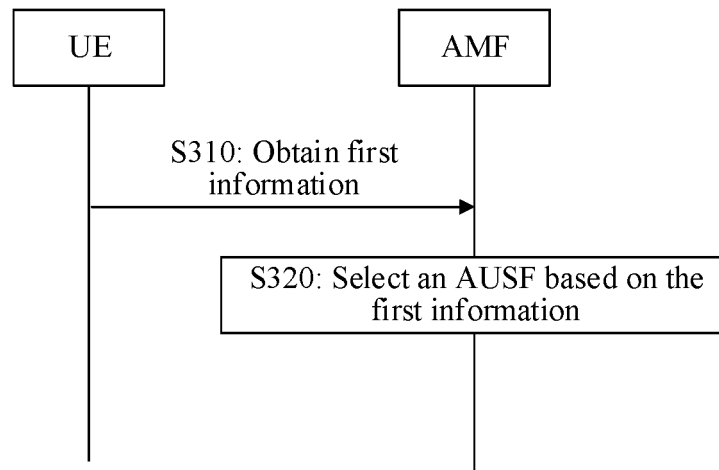 UE
AMF
S310: Obtain first
information
S320: Select an AUSF based on the
first information